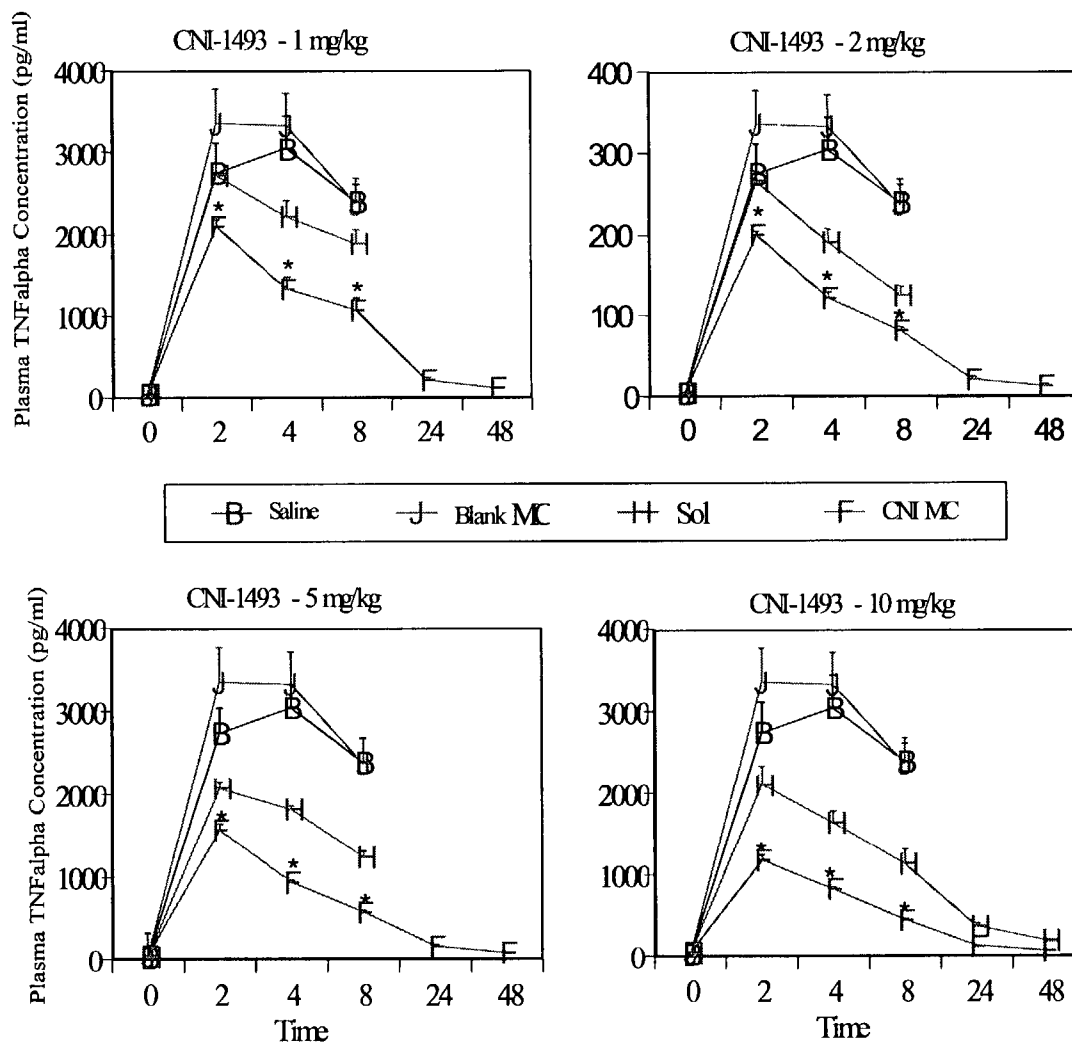 CNI-1493 - 1 mg/kg
CNI-1493 - 2 mg/kg
Plasma TNFalpha Concentration (pg/ml)
4000
3000
2000
1000
0
0 2 4 8 24 48
400
300
200
100
0
0 2 4 8 24 48
B Saline J Blank MC H Sol F CNI MC
CNI-1493 - 5 mg/kg
CNI-1493 - 10 mg/kg
Plasma TNFalpha Concentration (pg/ml)
4000
3000
2000
1000
0
0 2 4 8 24 48
Time
4000
3000
2000
1000
0
0 2 4 8 24 48
Time